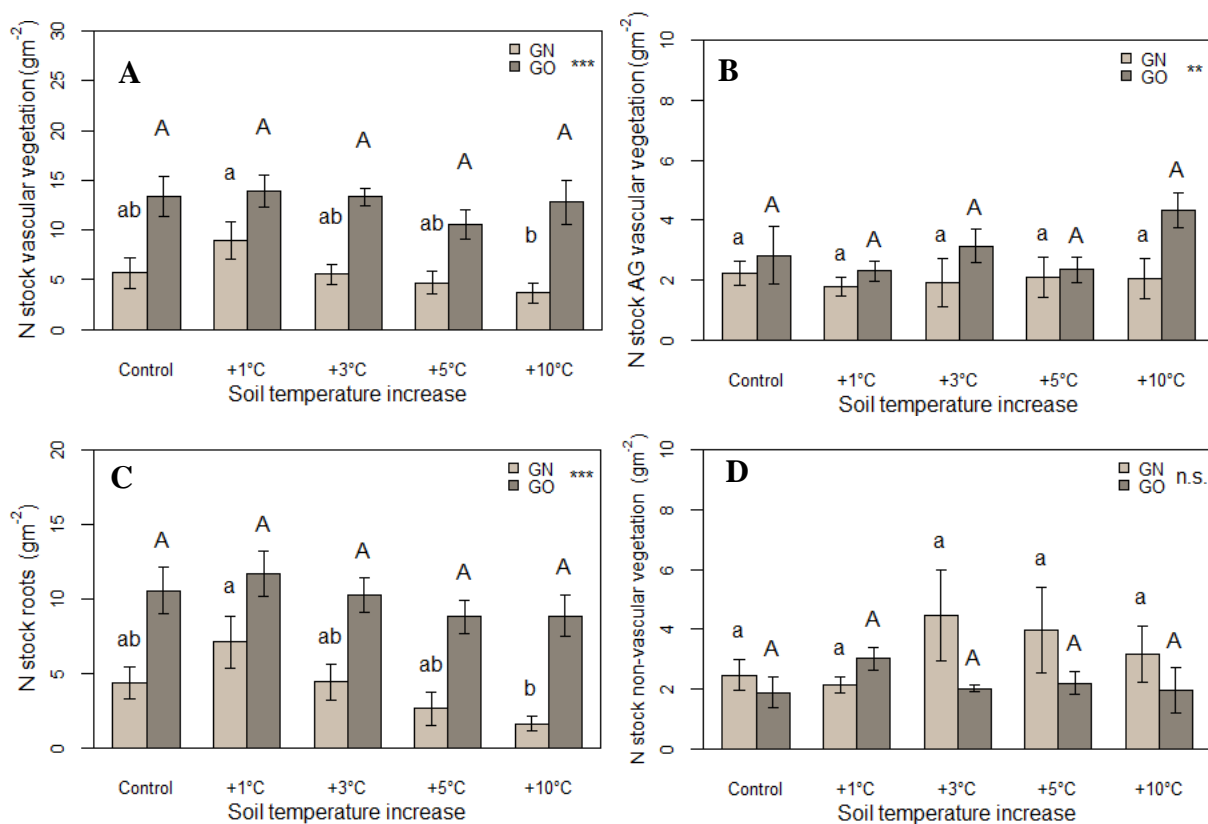 A
N stock vascular vegetation (gm-2)
30
25
20
15
10
5
0
GN
GO ***
ab A a A ab A ab A b A
Control +1°C +3°C +5°C +10°C
Soil temperature increase
B
N stock AG vascular vegetation (gm-2)
10
8
6
4
2
0
GN
GO **
a A a A a A a A a A
Control +1°C +3°C +5°C +10°C
Soil temperature increase
C
N stock roots (gm-2)
20
15
10
5
0
GN
GO ***
ab A a A ab A ab A b A
Control +1°C +3°C +5°C +10°C
Soil temperature increase
D
N stock non-vascular vegetation (gm-2)
10
8
6
4
2
0
GN
GO n.s.
a A a A a A a A a A
Control +1°C +3°C +5°C +10°C
Soil temperature increase